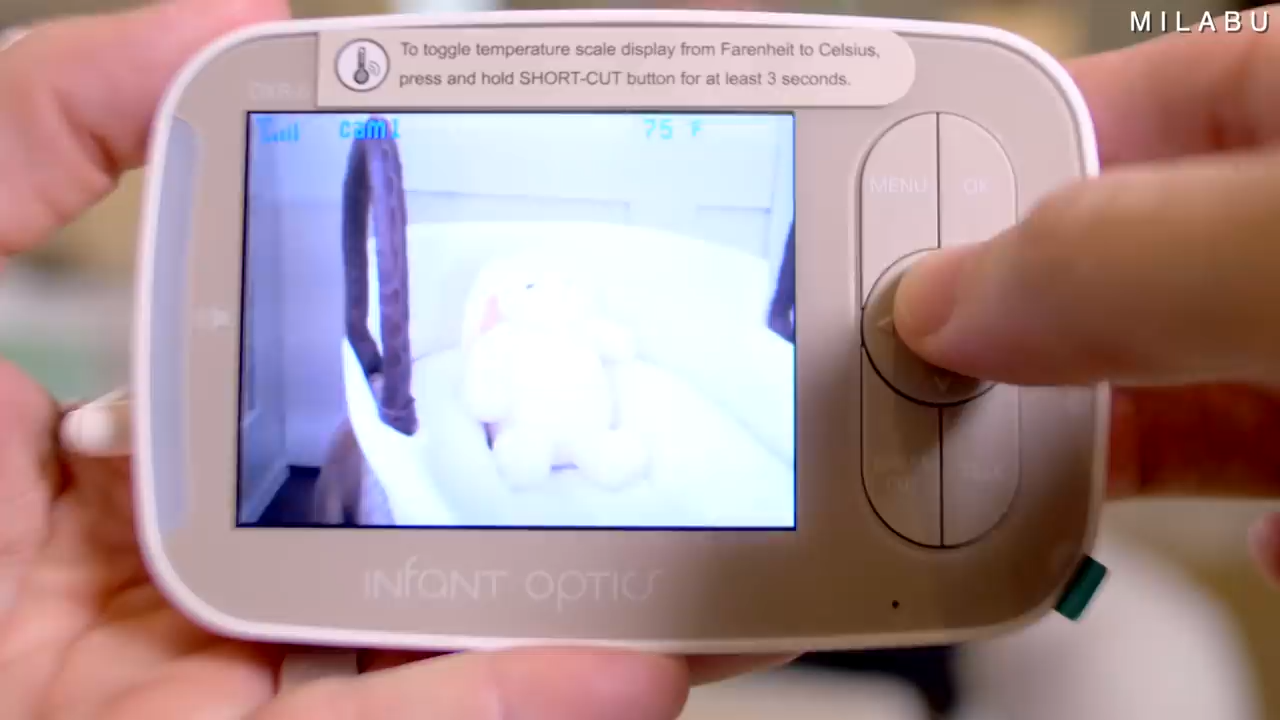 MILABU
To toggle temperature scale display from Farenheit to Celsius,
press and hold SHORT-CUT button for at least 3 seconds.
cam1 75 F
MENU OK
INFANT OPTICS